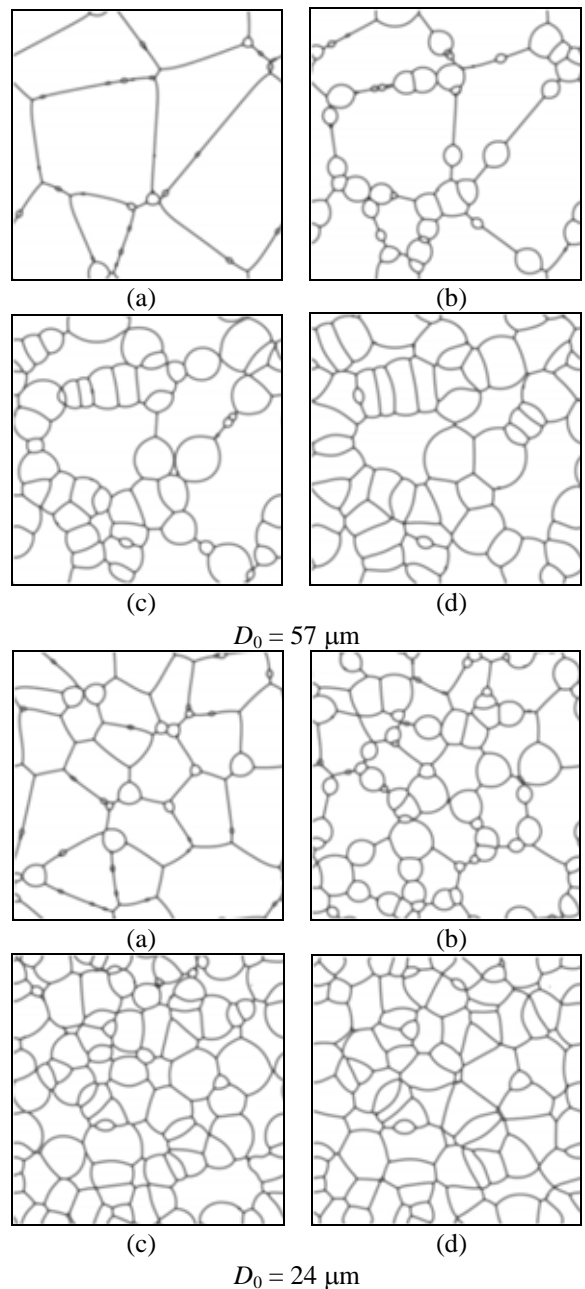 (a) (b)
(c) (d)
D₀ = 57 μm
(a) (b)
(c) (d)
D₀ = 24 μm